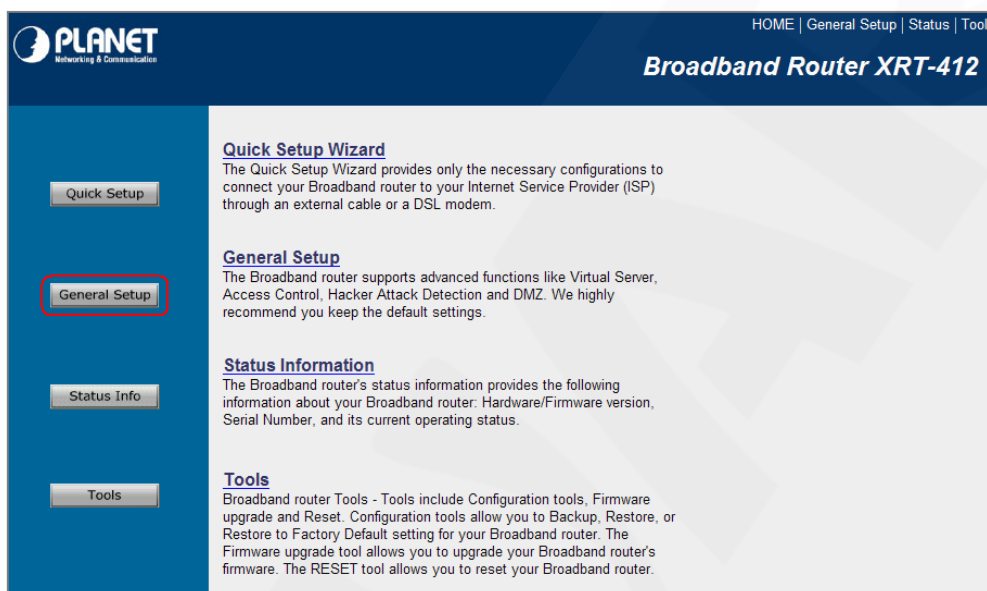 PLANET
Networking & Communication
HOME | General Setup | Status | Tool
Broadband Router XRT-412
Quick Setup
General Setup
Status Info
Tools
Quick Setup Wizard
The Quick Setup Wizard provides only the necessary configurations to
connect your Broadband router to your Internet Service Provider (ISP)
through an external cable or a DSL modem.
General Setup
The Broadband router supports advanced functions like Virtual Server,
Access Control, Hacker Attack Detection and DMZ. We highly
recommend you keep the default settings.
Status Information
The Broadband router's status information provides the following
information about your Broadband router: Hardware/Firmware version,
Serial Number, and its current operating status.
Tools
Broadband router Tools - Tools include Configuration tools, Firmware
upgrade and Reset. Configuration tools allow you to Backup, Restore, or
Restore to Factory Default setting for your Broadband router. The
Firmware upgrade tool allows you to upgrade your Broadband router's
firmware. The RESET tool allows you to reset your Broadband router.